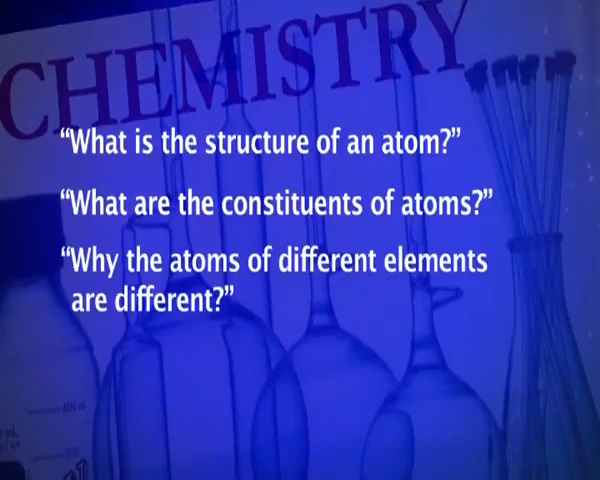 CHEMISTRY
“What is the structure of an atom?”
“What are the constituents of atoms?”
“Why the atoms of different elements
are different?”